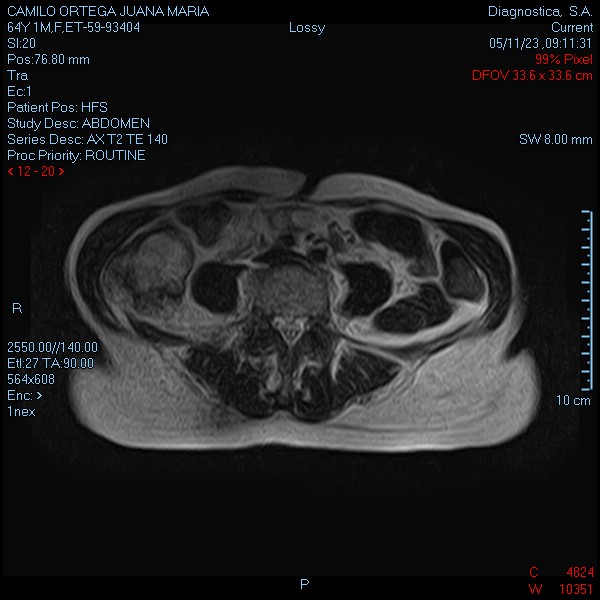 CAMILO ORTEGA JUANA MARIA
64Y 1M,F,ET-59-93404
Sl:20
Pos:76.80 mm
Tra
Ec:1
Patient Pos: HFS
Study Desc: ABDOMEN
Series Desc: AX T2 TE 140
Proc Priority: ROUTINE
< 12 - 20 >
Lossy
Diagnostica, S.A.
Current
05/11/23 ,09:11:31
99% Pixel
DFOV 33.6 x 33.6 cm
SW 8.00 mm
R
2550.00//140.00
Etl:27 TA:90.00
564x608
Enc: >
1nex
10 cm
P
C 4824
W 10351